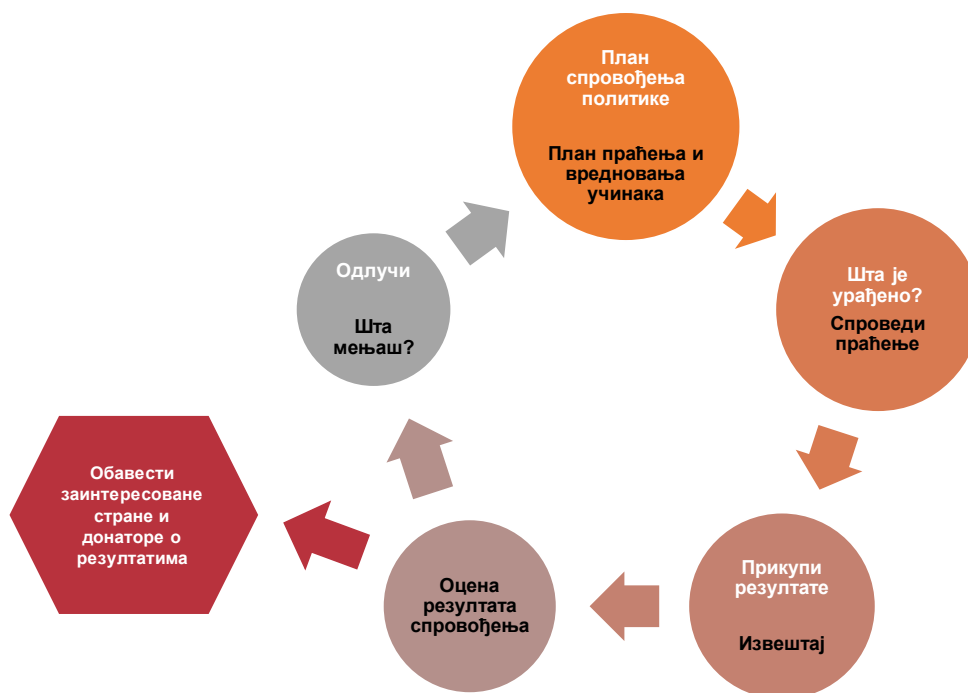 План
спровођења
политике
План праћења и
вредновања
учинака
Шта је
урађено?
Спроведи
праћење
Прикупи
резултате
Извештај
Оцена
резултата
спровођења
Обавести
заинтересоване
стране и
донаторе о
резултатима
Одлучи
Шта
мењаш?